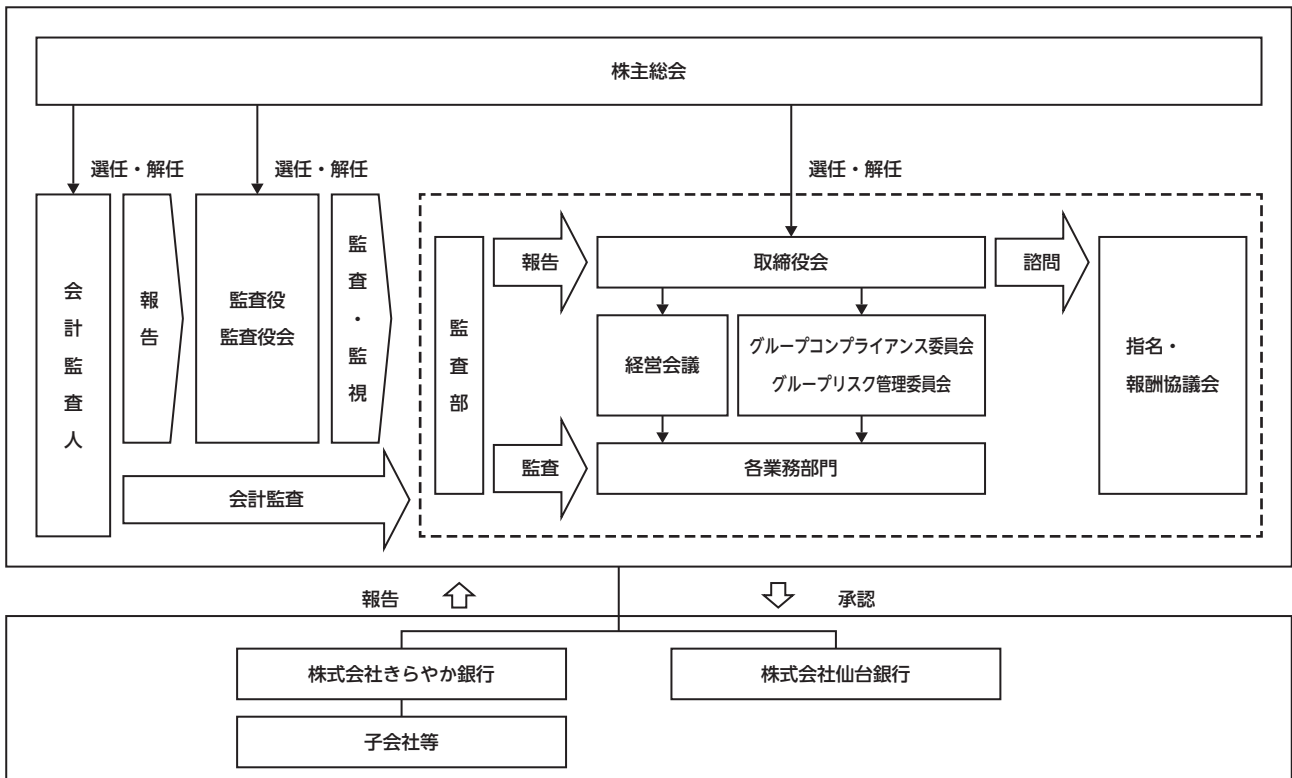 株主総会
選任・解任
選任・解任
選任・解任
会計監査人
報告
監査役
監査役会
監査・監視
会計監査
監査部
報告
監査
取締役会
経営会議
グループコンプライアンス委員会
グループリスク管理委員会
各業務部門
諮問
指名・
報酬協議会
報告
承認
株式会社きらやか銀行
株式会社仙台銀行
子会社等